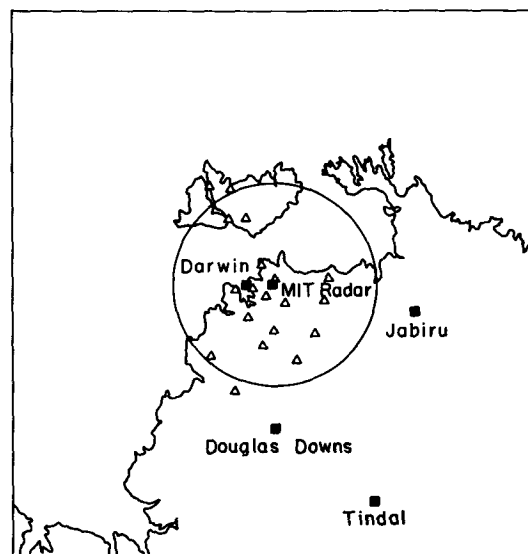 Darwin
MIT Radar
Jabiru
Douglas Downs
Tindal